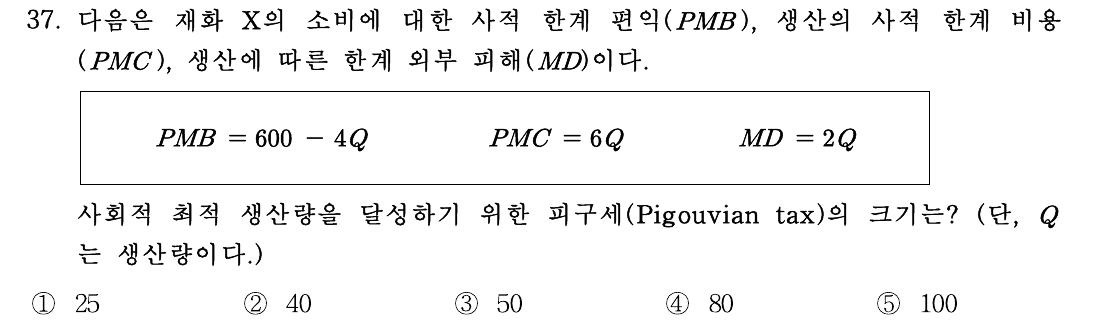 37. 다음은 재화 X의 소비에 대한 사적 한계 편익(PMB), 생산의 사적 한계 비용
(PMC), 생산에 따른 한계 외부 피해(MD)이다.
PMB = 600 − 4Q PMC = 6Q MD = 2Q
사회적 최적 생산량을 달성하기 위한 피구세(Pigouvian tax)의 크기는? (단, Q
는 생산량이다.)
① 25 ② 40 ③ 50 ④ 80 ⑤ 100